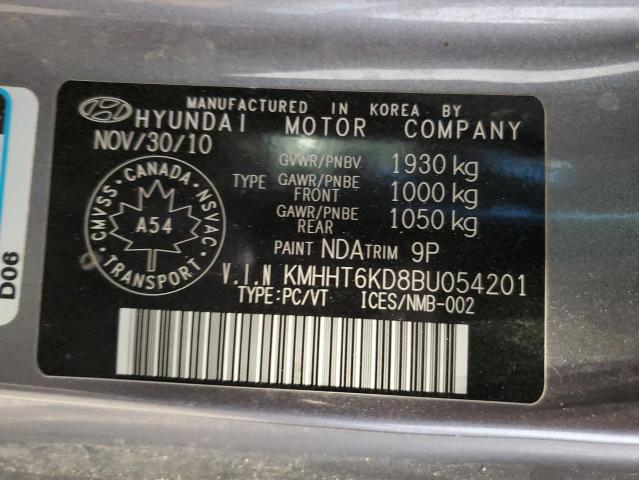 MANUFACTURED IN KOREA BY
HYUNDAI MOTOR COMPANY
NOV/30/10
GVWR/PNBV 1930 kg
TYPE GAWR/PNBE FRONT 1000 kg
GAWR/PNBE REAR 1050 kg
CANADA
CMVSS NSVAC
A54
TRANSPORT
PAINT NDA TRIM 9P
V.I.N KMHHT6KD8BU054201
TYPE:PC/VT ICES/NMB-002
D06